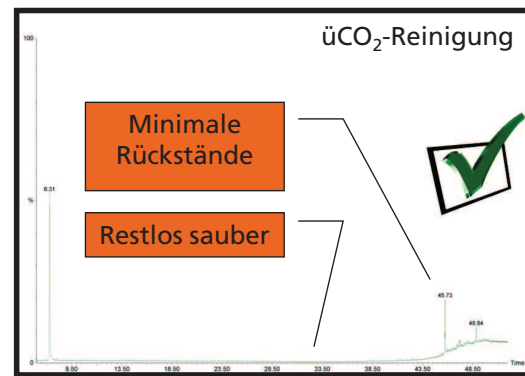 üCO₂-Reinigung
100
Minimale
Rückstände
6.31
%
Restlos sauber
45.73
48.84
0
8.50 13.50 18.50 23.50 28.50 33.50 38.50 43.50 48.50 Time